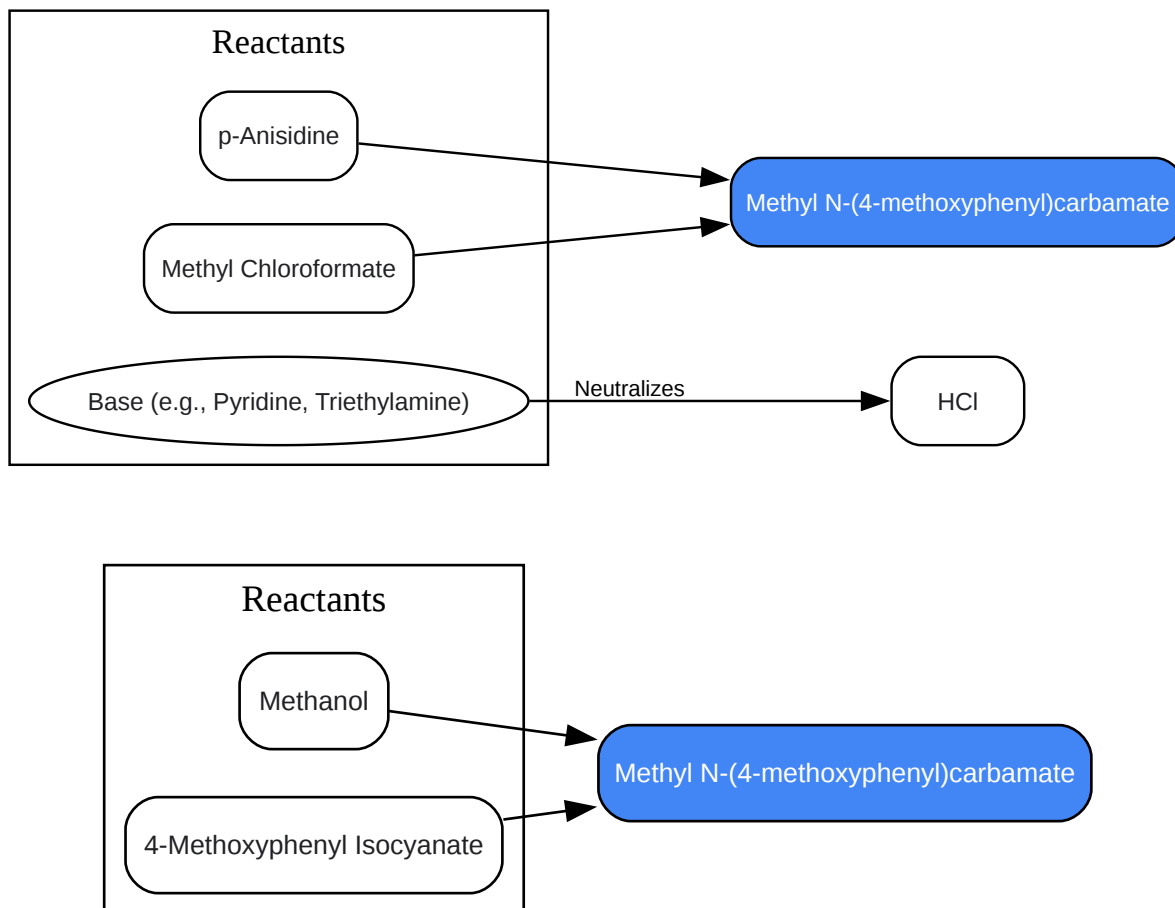 Reactants
p-Anisidine
Methyl N-(4-methoxyphenyl)carbamate
Methyl Chloroformate
Neutralizes
Base (e.g., Pyridine, Triethylamine)
HCl
Reactants
Methanol
Methyl N-(4-methoxyphenyl)carbamate
4-Methoxyphenyl Isocyanate